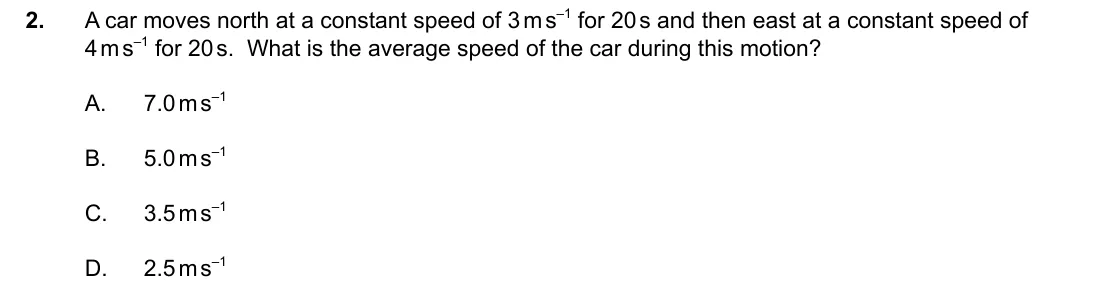 2. A car moves north at a constant speed of 3 m s⁻¹ for 20 s and then east at a constant speed of
4 m s⁻¹ for 20 s. What is the average speed of the car during this motion?
A. 7.0 m s⁻¹
B. 5.0 m s⁻¹
C. 3.5 m s⁻¹
D. 2.5 m s⁻¹